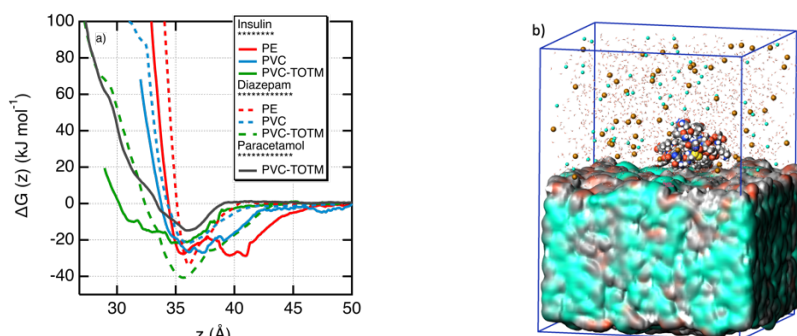 a)
100
80
60
40
20
0
-20
-40
ΔG (z) (kJ mol⁻¹)
Insulin
********
PE
PVC
PVC-TOTM
Diazepam
************
PE
PVC
PVC-TOTM
Paracetamol
************
PVC-TOTM
30
35
40
45
50
z (Å)
b)